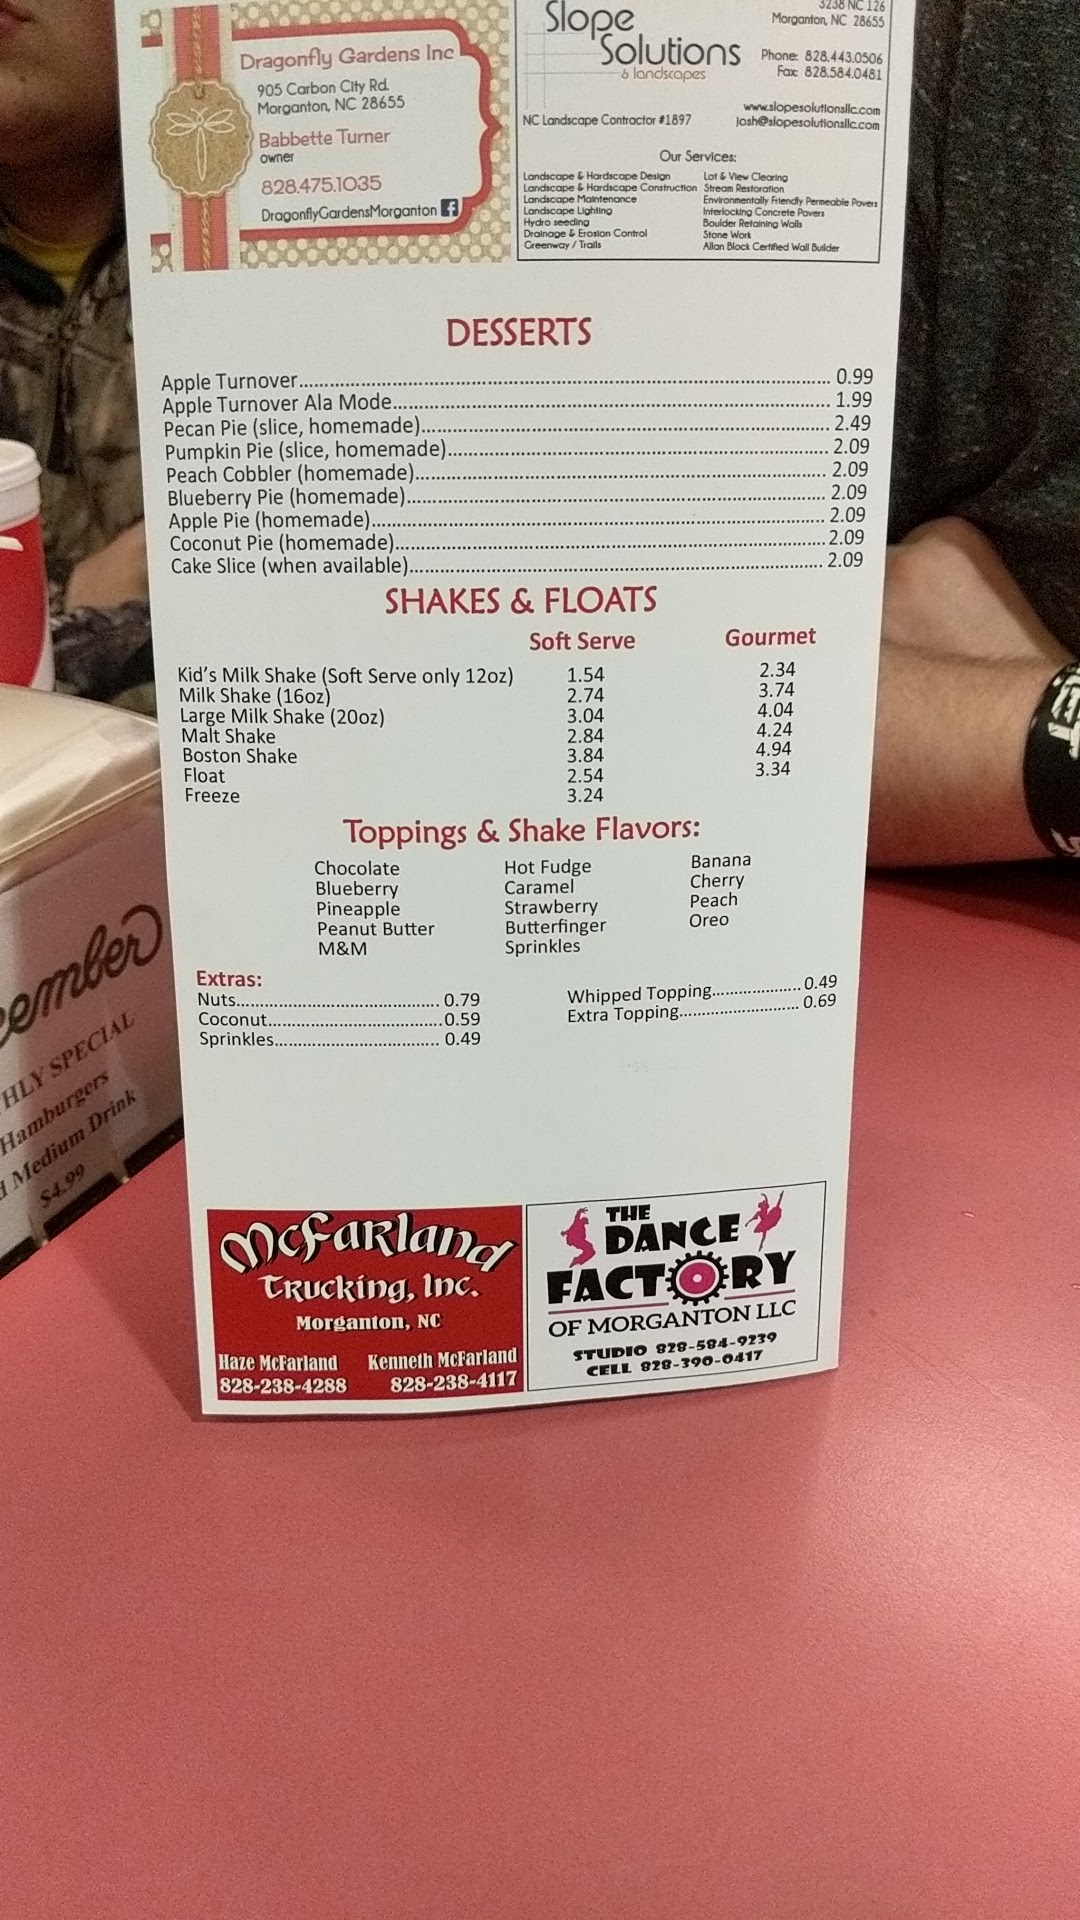 Dragonfly Gardens Inc
905 Carbon City Rd.
Morganton, NC 28655
Babbette Turner
owner
828.475.1035
DragonflyGardensMorganton f
Slope
Solutions
& landscapes
3238 NC 126
Morganton, NC 28655
Phone: 828.443.0506
Fax: 828.584.0481
www.slopesolutionsllc.com
josh@slopesolutionsllc.com
NC Landscape Contractor #1897
Our Services:
Landscape & Hardscape Design
Landscape & Hardscape Construction
Landscape Maintenance
Landscape Lighting
Hydro seeding
Drainage & Erosion Control
Greenway / Trails
Lot & View Clearing
Stream Restoration
Environmentally Friendly Permeable Pavers
Interlocking Concrete Pavers
Boulder Retaining Walls
Stone Work
Allan Block Certified Wall Builder
DESSERTS
Apple Turnover 0.99
Apple Turnover Ala Mode 1.99
Pecan Pie (slice, homemade) 2.49
Pumpkin Pie (slice, homemade) 2.09
Peach Cobbler (homemade) 2.09
Blueberry Pie (homemade) 2.09
Apple Pie (homemade) 2.09
Coconut Pie (homemade) 2.09
Cake Slice (when available) 2.09
SHAKES & FLOATS
Soft Serve Gourmet
Kid's Milk Shake (Soft Serve only 12oz) 1.54 2.34
Milk Shake (16oz) 2.74 3.74
Large Milk Shake (20oz) 3.04 4.04
Malt Shake 2.84 4.24
Boston Shake 3.84 4.94
Float 2.54 3.34
Freeze 3.24
Toppings & Shake Flavors:
Chocolate Hot Fudge Banana
Blueberry Caramel Cherry
Pineapple Strawberry Peach
Peanut Butter Butterfinger Oreo
M&M Sprinkles
Extras:
Nuts 0.79
Coconut 0.59
Sprinkles 0.49
Whipped Topping 0.49
Extra Topping 0.69
McFarland
Trucking, Inc.
Morganton, NC
Haze McFarland Kenneth McFarland
828-238-4288 828-238-4117
THE
DANCE
FACTORY
OF MORGANTON LLC
STUDIO 828-584-9239
CELL 828-390-0417
ember
HLY SPECIAL
Hamburgers
Medium Drink
$4.99